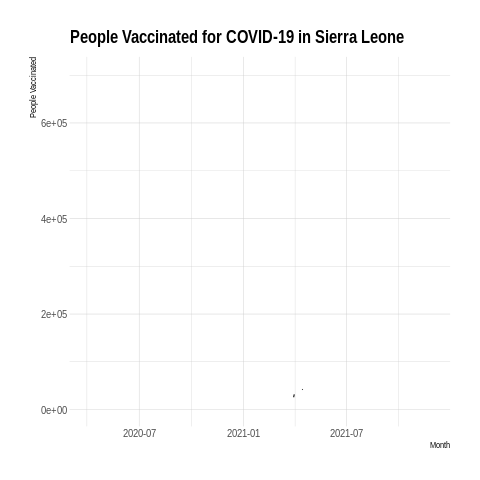 People Vaccinated for COVID-19 in Sierra Leone
People Vaccinated
6e+05
4e+05
2e+05
0e+00
2020-07 2021-01 2021-07
Month